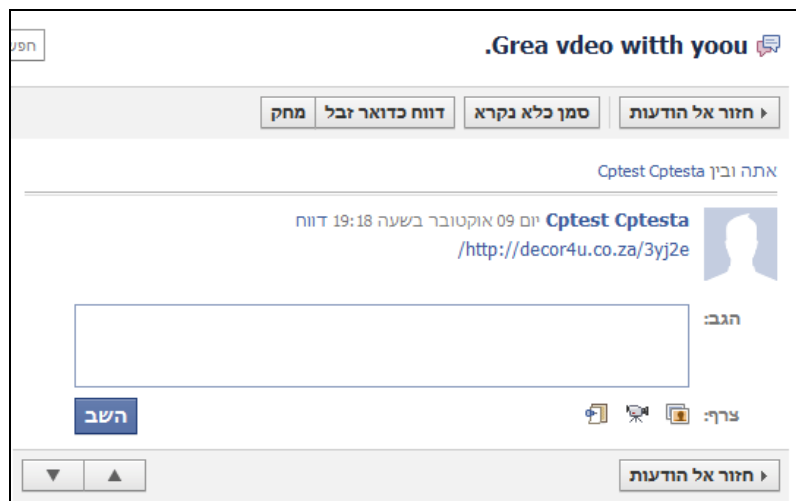 Grea vdeo witth yoou.
חפש
חזור אל הודעות
סמן כלא נקרא
דווח כדואר זבל
מחק
אתה ובין Cptest Cptesta
Cptest Cptesta יום 09 אוקטובר בשעה 19:18 דווח
http://decor4u.co.za/3yj2e/
הגב:
צרף:
השב
חזור אל הודעות